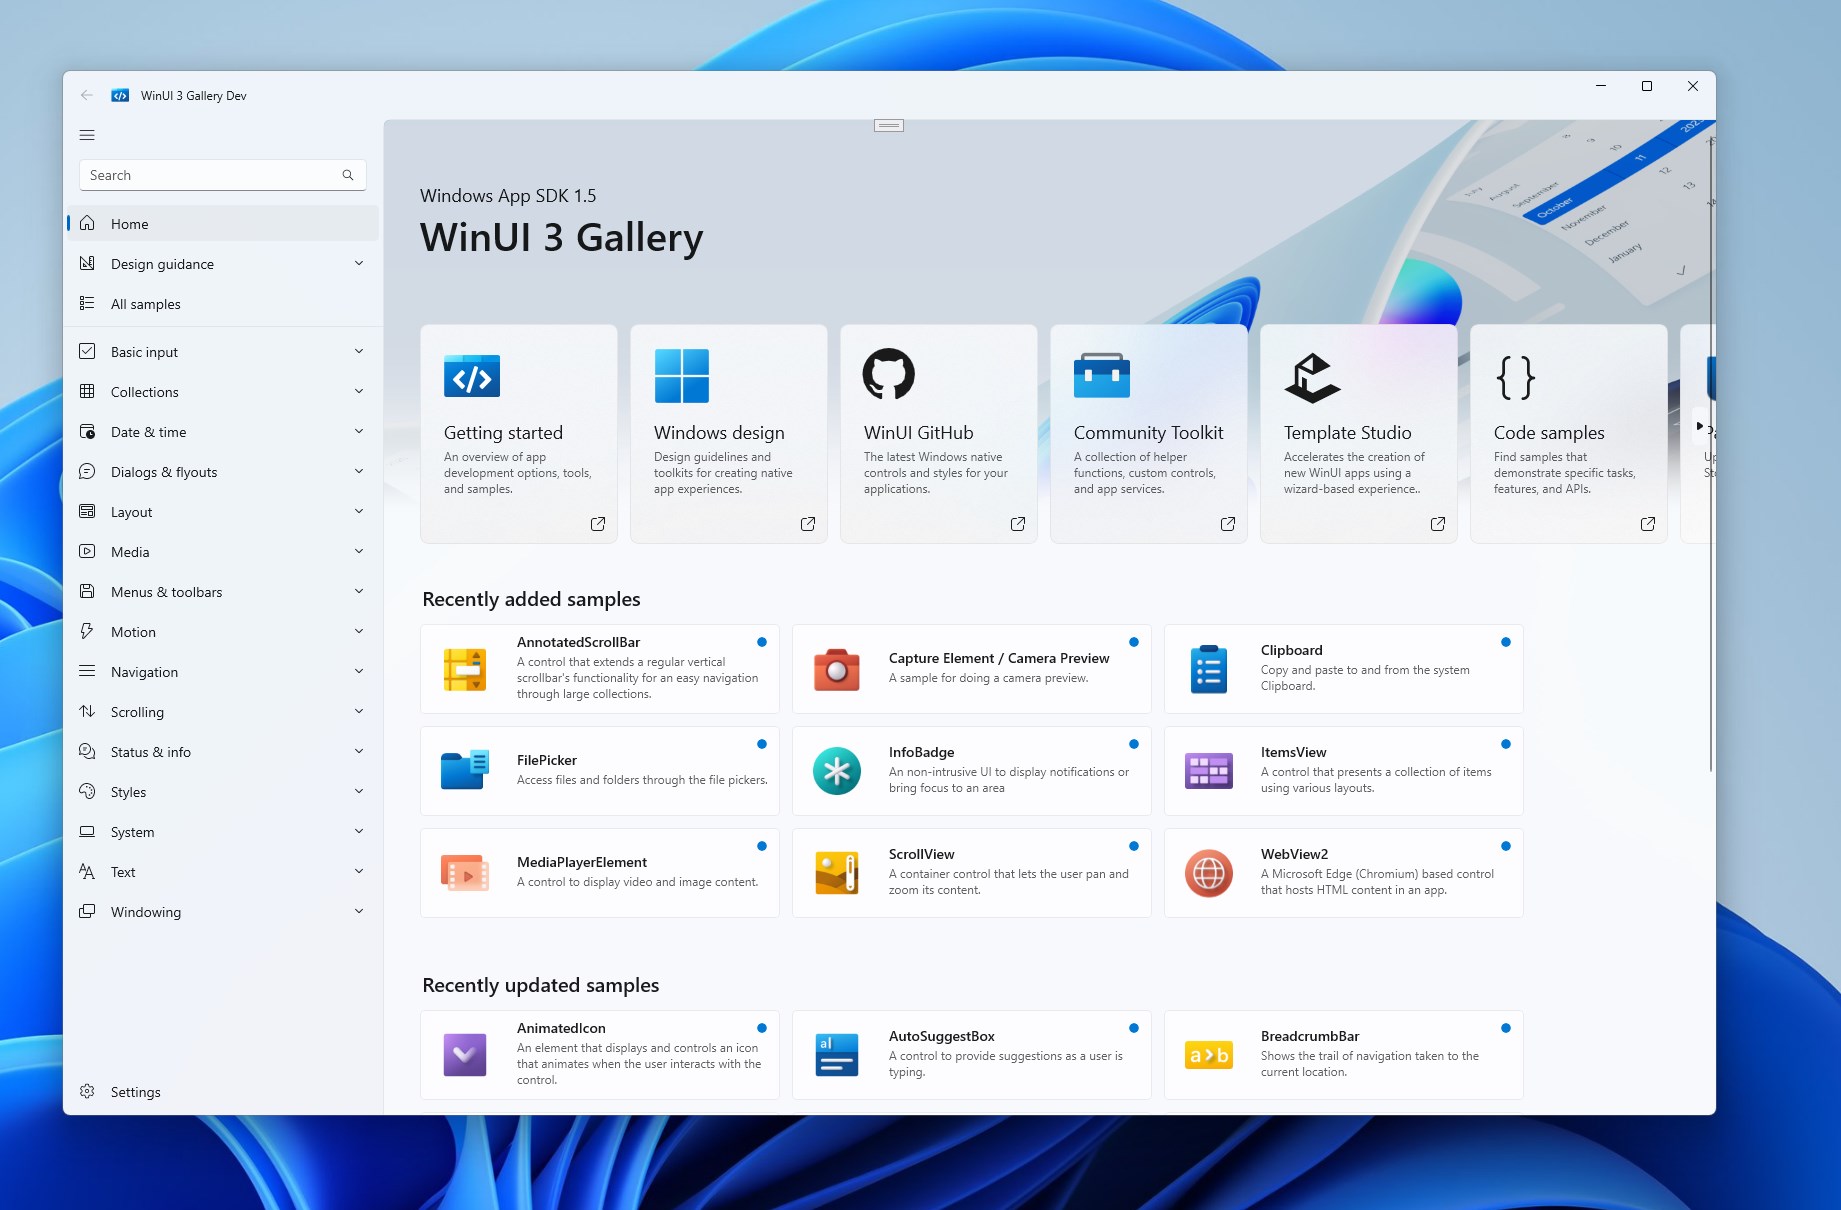 WinUI 3 Gallery Dev
Search
Home
Design guidance
All samples
Basic input
Collections
Date & time
Dialogs & flyouts
Layout
Media
Menus & toolbars
Motion
Navigation
Scrolling
Status & info
Styles
System
Text
Windowing
Settings
Windows App SDK 1.5
WinUI 3 Gallery
July
August
September
October
November
December
January
9
10
11
12
13
Getting started
An overview of app
development options, tools,
and samples.
Windows design
Design guidelines and
toolkits for creating native
app experiences.
WinUI GitHub
The latest Windows native
controls and styles for your
applications.
Community Toolkit
A collection of helper
functions, custom controls,
and app services.
Template Studio
Accelerates the creation of
new WinUI apps using a
wizard-based experience..
Code samples
Find samples that
demonstrate specific tasks,
features, and APIs.
Recently added samples
AnnotatedScrollBar
A control that extends a regular vertical
scrollbar's functionality for an easy navigation
through large collections.
Capture Element / Camera Preview
A sample for doing a camera preview.
Clipboard
Copy and paste to and from the system
Clipboard.
FilePicker
Access files and folders through the file pickers.
InfoBadge
An non-intrusive UI to display notifications or
bring focus to an area
ItemsView
A control that presents a collection of items
using various layouts.
MediaPlayerElement
A control to display video and image content.
ScrollView
A container control that lets the user pan and
zoom its content.
WebView2
A Microsoft Edge (Chromium) based control
that hosts HTML content in an app.
Recently updated samples
AnimatedIcon
An element that displays and controls an icon
that animates when the user interacts with the
control.
al
AutoSuggestBox
A control to provide suggestions as a user is
typing.
a>b
BreadcrumbBar
Shows the trail of navigation taken to the
current location.